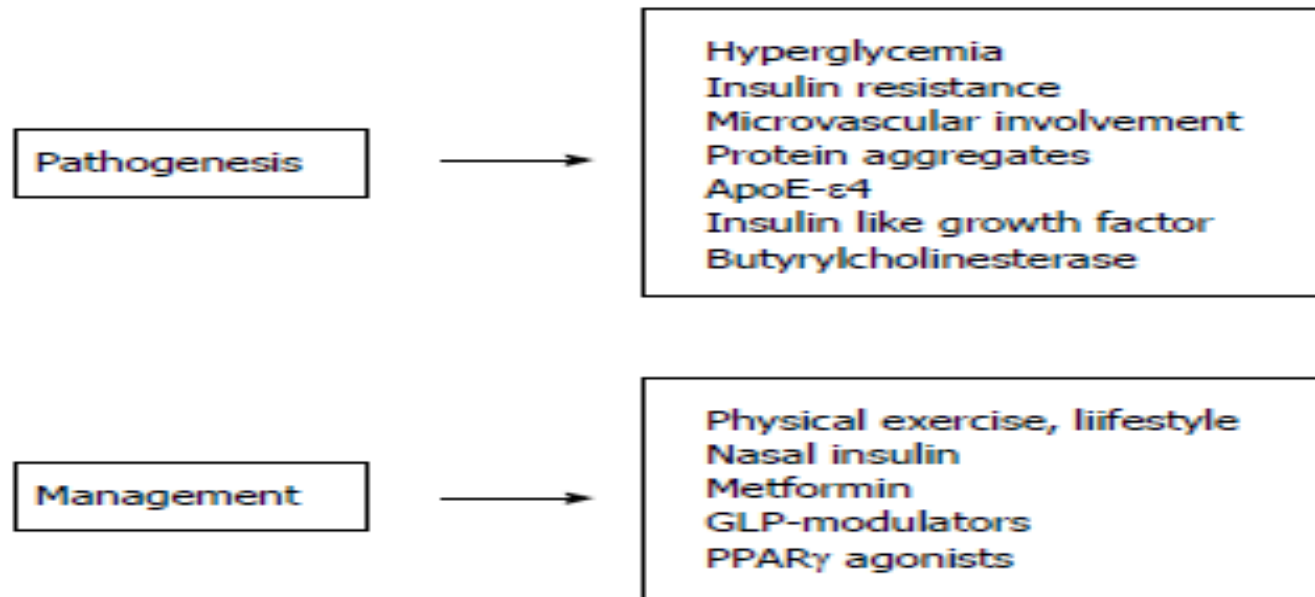 Pathogenesis
Hyperglycemia
Insulin resistance
Microvascular involvement
Protein aggregates
ApoE-ε4
Insulin like growth factor
Butyrylcholinesterase
Management
Physical exercise, liifestyle
Nasal insulin
Metformin
GLP-modulators
PPARγ agonists